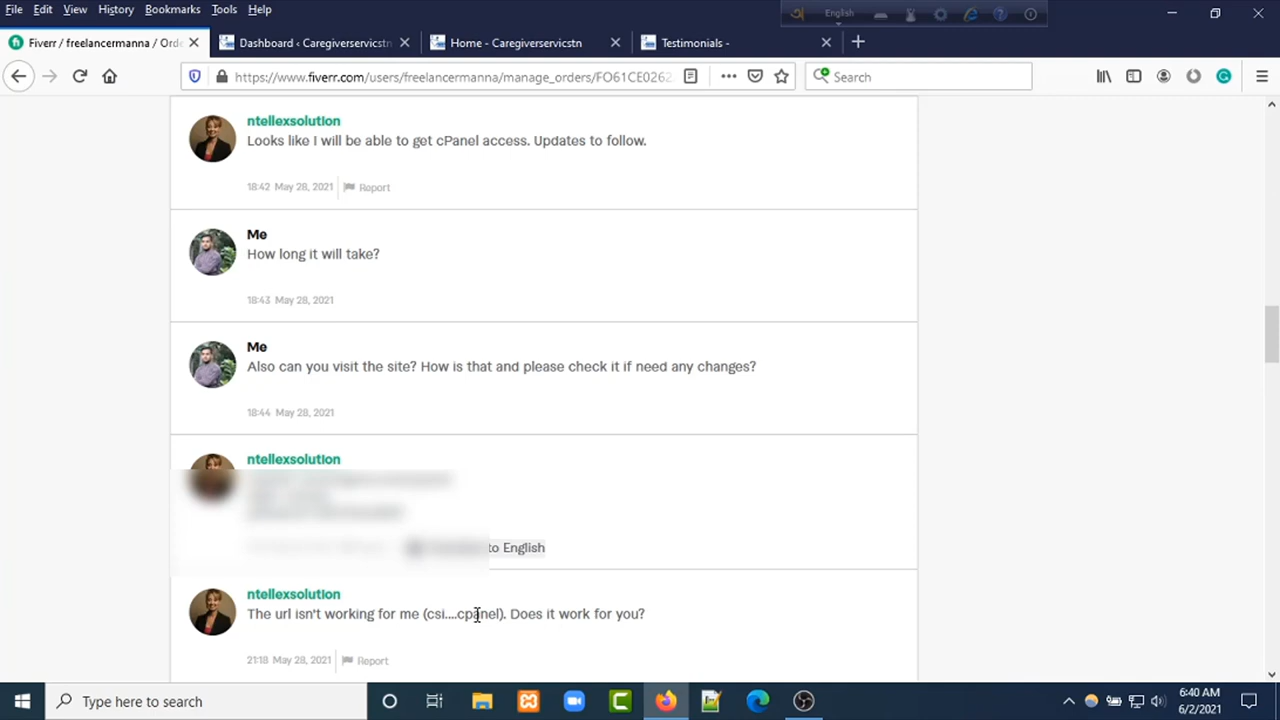 File Edit View History Bookmarks Tools Help
English
Fiverr / freelancermanna / Orde
Dashboard ‹ Caregiverservicstn
Home - Caregiverservicstn
Testimonials -
https://www.fiverr.com/users/freelancermanna/manage_orders/FO61CE0262
Search
ntellexsolution
Looks like I will be able to get cPanel access. Updates to follow.
18:42 May 28, 2021 Report
Me
How long it will take?
18:43 May 28, 2021
Me
Also can you visit the site? How is that and please check it if need any changes?
18:44 May 28, 2021
ntellexsolution
to English
ntellexsolution
The url isn't working for me (csi....cpanel). Does it work for you?
21:18 May 28, 2021 Report
Type here to search
6:40 AM
6/2/2021